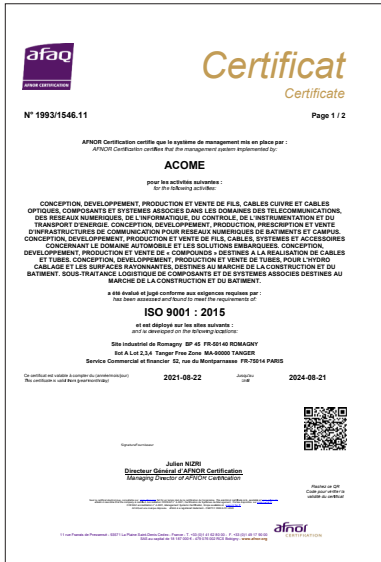 afaq
AFNOR CERTIFICATION
Certificat
Certificate
N° 1993/1546.11
Page 1 / 2
AFNOR Certification certifie que le système de management mis en place par :
AFNOR Certification certifies that the management system implemented by:
ACOME
pour les activités suivantes :
for the following activities:
CONCEPTION, DEVELOPPEMENT, PRODUCTION ET VENTE DE FILS, CABLES CUIVRE ET CABLES
OPTIQUES, COMPOSANTS ET SYSTEMES ASSOCIES DANS LES DOMAINES DES TELECOMMUNICATIONS,
DES RESEAUX NUMERIQUES, DE L'INFORMATIQUE, DU CONTROLE, DE L'INSTRUMENTATION ET DU
TRANSPORT D'ENERGIE. CONCEPTION, DEVELOPPEMENT, PRODUCTION, PRESCRIPTION ET VENTE
D'INFRASTRUCTURES DE COMMUNICATION POUR RESEAUX NUMERIQUES DE BATIMENTS ET CAMPUS.
CONCEPTION, DEVELOPPEMENT, PRODUCTION ET VENTE DE FILS, CABLES, SYSTEMES ET ACCESSOIRES
CONCERNANT LE DOMAINE AUTOMOBILE ET LES SOLUTIONS EMBARQUEES. CONCEPTION,
DEVELOPPEMENT, PRODUCTION ET VENTE DE « COMPOUNDS » DESTINES A LA REALISATION DE CABLES
ET TUBES. CONCEPTION, DEVELOPPEMENT, PRODUCTION ET VENTE DE TUBES, POUR L'HYDRO
CABLAGE ET LES SURFACES RAYONNANTES, DESTINES AU MARCHE DE LA CONSTRUCTION ET DU
BATIMENT. SOUS-TRAITANCE LOGISTIQUE DE COMPOSANTS ET DE SYSTEMES ASSOCIES DESTINES AU
MARCHE DE LA CONSTRUCTION ET DU BATIMENT.
a été évalué et jugé conforme aux exigences requises par :
has been assessed and found to meet the requirements of:
ISO 9001 : 2015
et est déployé sur les sites suivants :
and is developed on the following locations:
Site industriel de Romagny BP 45 FR-50140 ROMAGNY
Ilot A Lot 2,3,4 Tanger Free Zone MA-90000 TANGER
Service Commercial et financier 52, rue du Montparnasse FR-75014 PARIS
Ce certificat est valable à compter du (année/mois/jour)
This certificate is valid from (year/month/day)
2021-08-22
Jusqu'au
until
2024-08-21
Julien NIZRI
Directeur Général d'AFNOR Certification
Managing Director of AFNOR Certification
Flashez ce QR
Code pour vérifier la
validité du certificat
afnor
CERTIFICATION